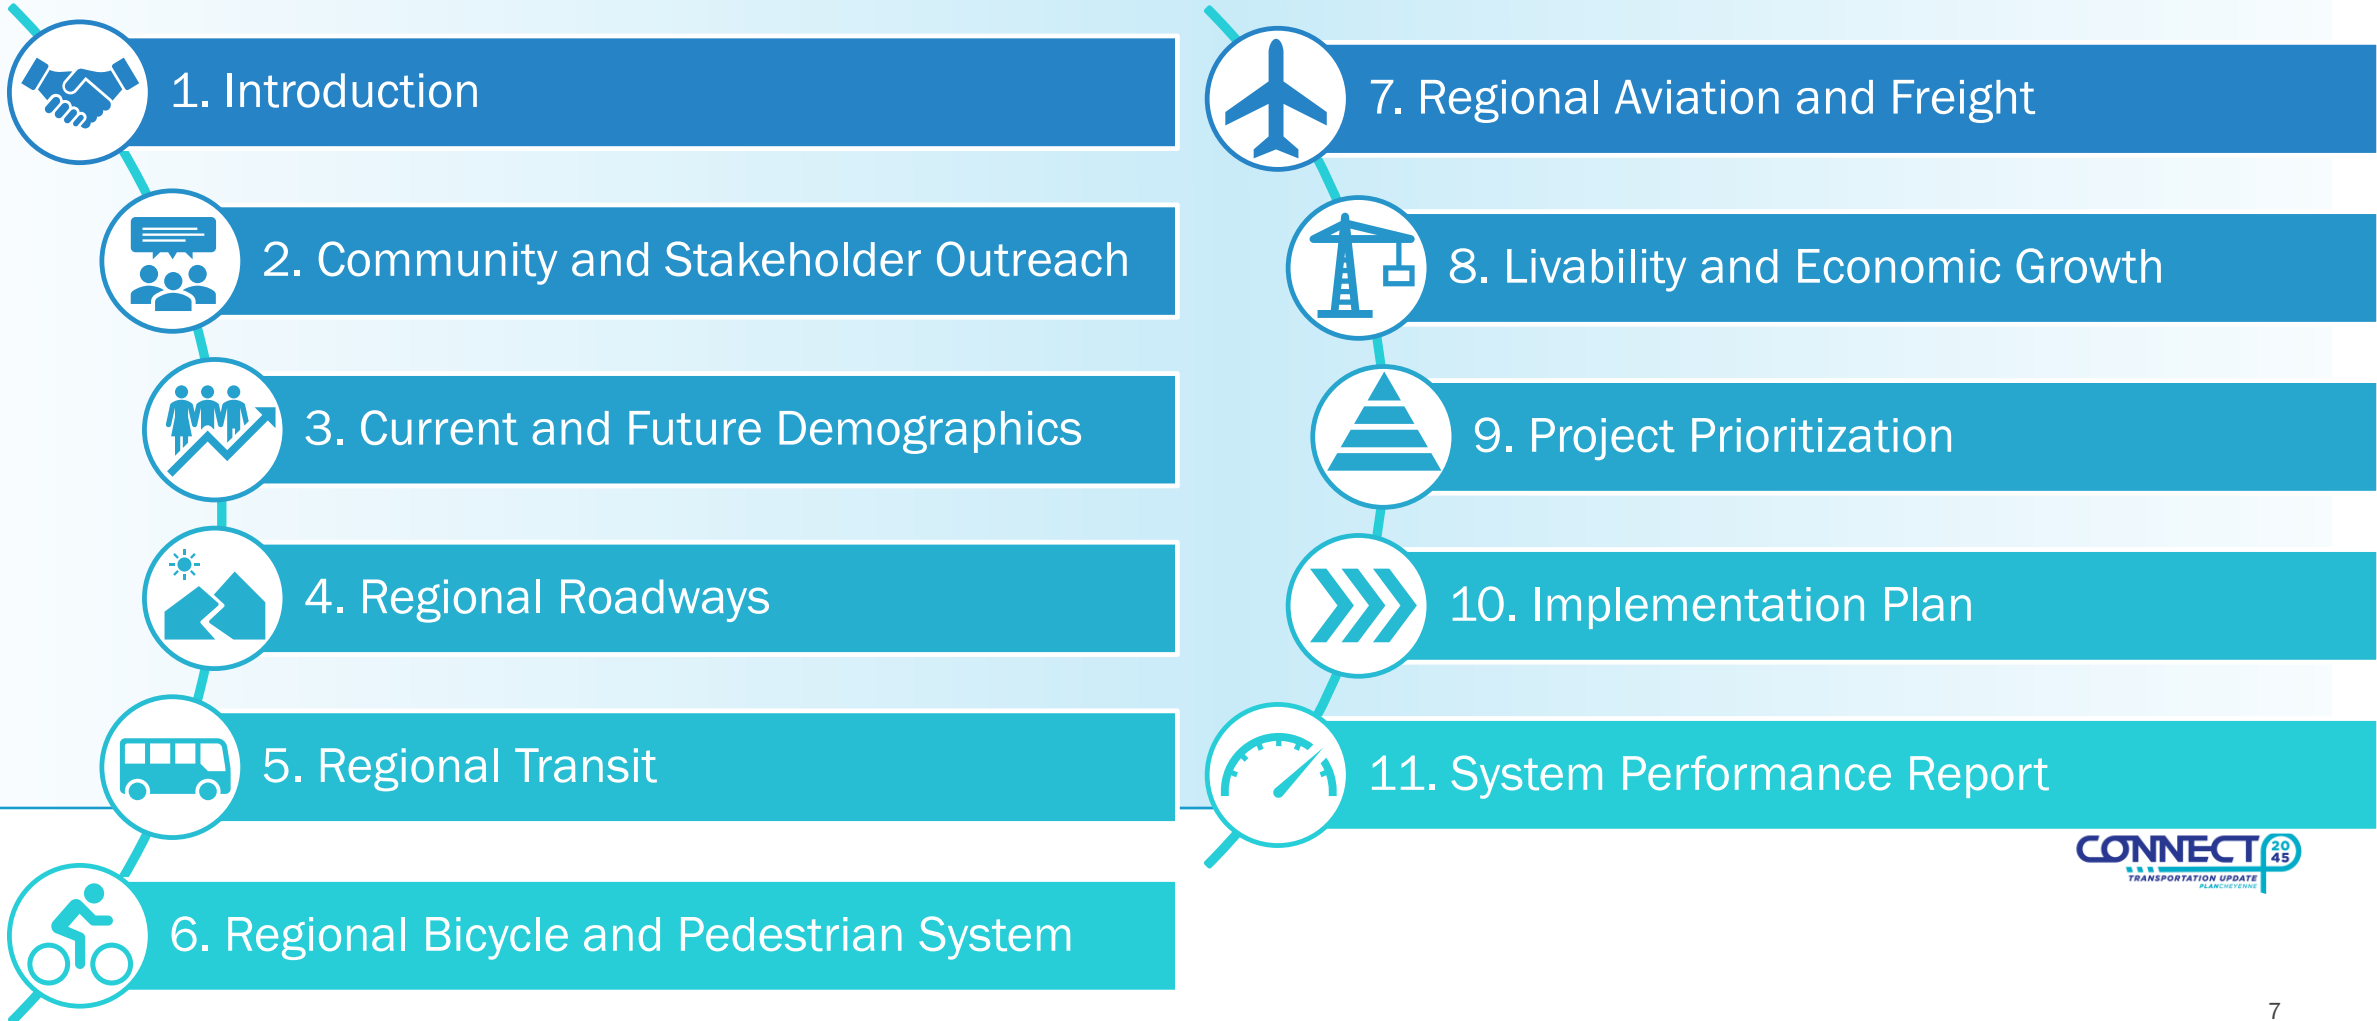 1. Introduction
2. Community and Stakeholder Outreach
3. Current and Future Demographics
4. Regional Roadways
5. Regional Transit
6. Regional Bicycle and Pedestrian System
7. Regional Aviation and Freight
8. Livability and Economic Growth
9. Project Prioritization
10. Implementation Plan
11. System Performance Report
CONNECT 20
45
TRANSPORTATION UPDATE
PLANCHEYENNE
7